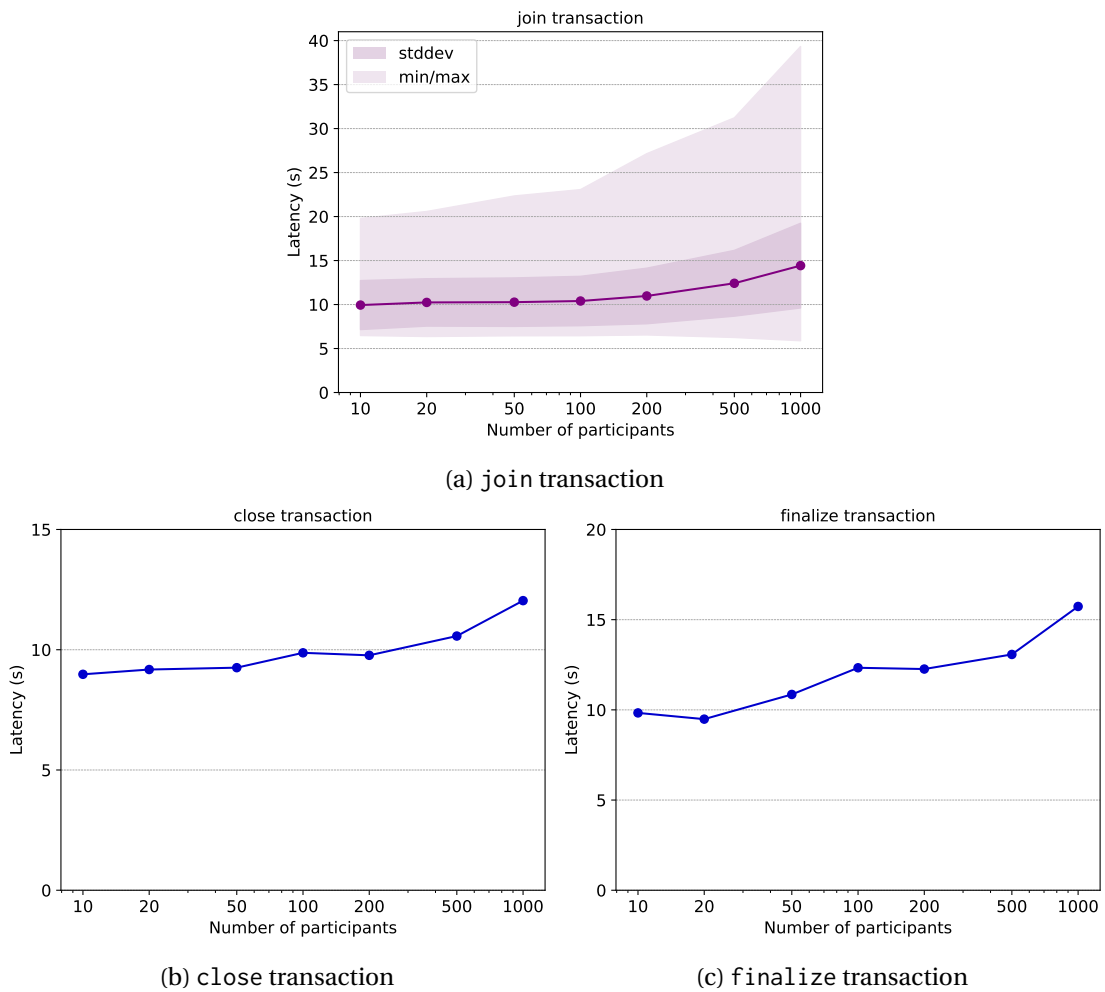 join transaction
stddev
min/max
40
35
30
25
20
15
10
5
0
Latency (s)
10 20 50 100 200 500 1000
Number of participants
(a) join transaction
close transaction
15
10
5
0
Latency (s)
10 20 50 100 200 500 1000
Number of participants
(b) close transaction
finalize transaction
20
15
10
5
0
Latency (s)
10 20 50 100 200 500 1000
Number of participants
(c) finalize transaction